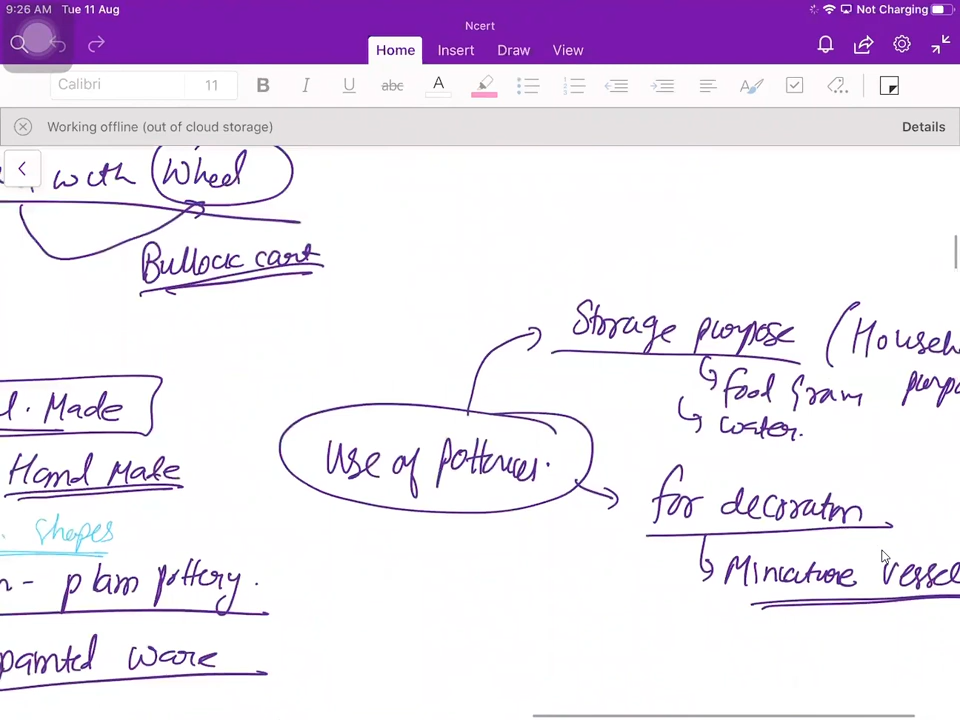 9:26 AM Tue 11 Aug
Not Charging
Ncert
Home Insert Draw View
Calibri 11 B I U abc A
Working offline (out of cloud storage) Details
with Wheel
Bullock cart
Storage purpose (Househ
Food Grain purpo
water.
. Made
Use of Potteries.
Hand Made
for decoration
shapes
Miniature vessel
n - plain pottery.
painted ware